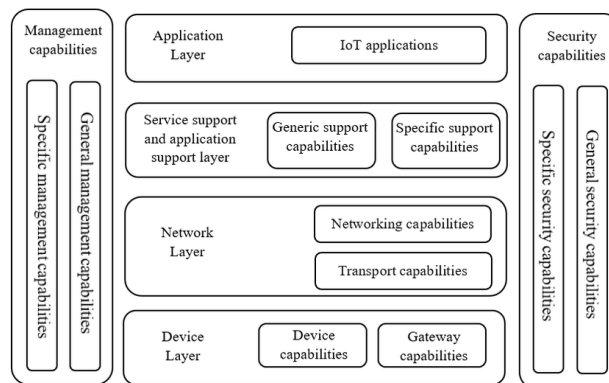 Management
capabilities
Specific management capabilities
General management capabilities
Application
Layer
IoT applications
Service support
and application
support layer
Generic support
capabilities
Specific support
capabilities
Network
Layer
Networking capabilities
Transport capabilities
Device
Layer
Device
capabilities
Gateway
capabilities
Security
capabilities
Specific security capabilities
General security capabilities